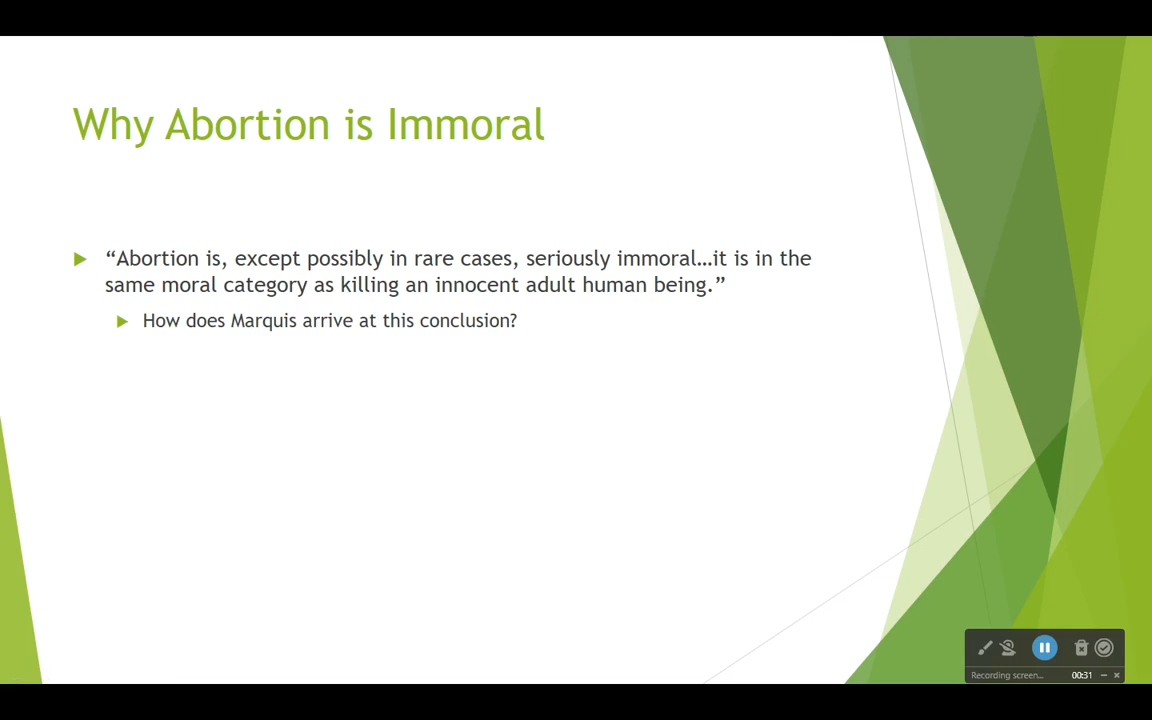 Why Abortion is Immoral
“Abortion is, except possibly in rare cases, seriously immoral…it is in the
same moral category as killing an innocent adult human being.”
How does Marquis arrive at this conclusion?
Recording screen... 00:31